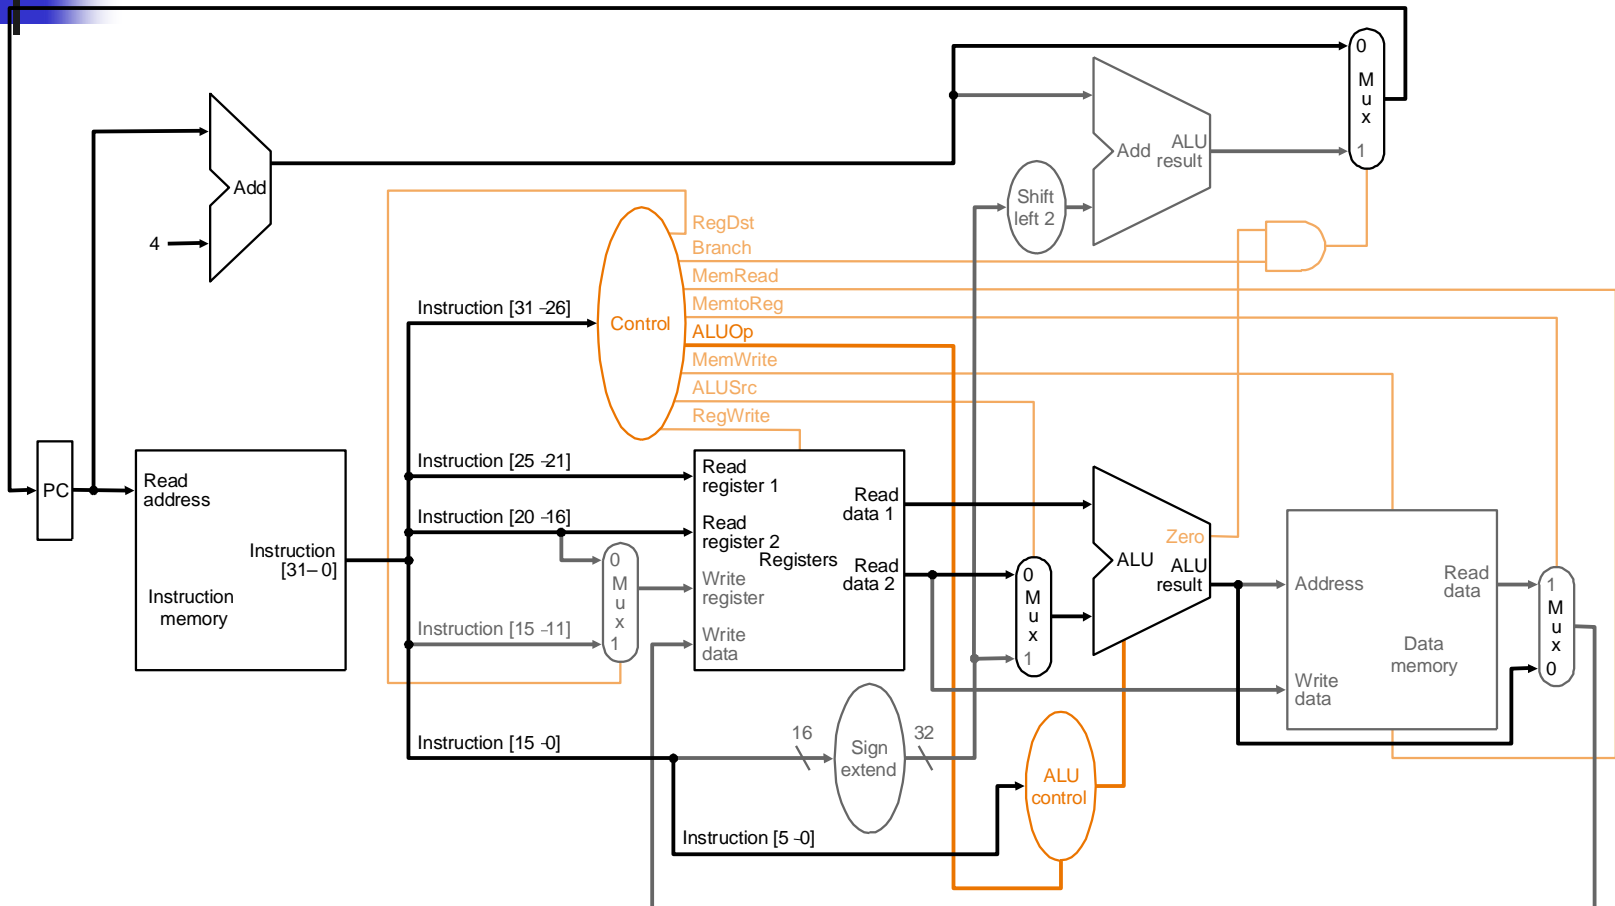 0
M
u
x
1
Add
ALU
result
Add
4
Shift
left 2
RegDst
Branch
MemRead
MemtoReg
ALUOp
MemWrite
ALUSrc
RegWrite
Control
Instruction [31–26]
Instruction [25–21]
Instruction [20–16]
Instruction [15–11]
Instruction [15–0]
Instruction [5–0]
PC
Read
address
Instruction
[31–0]
Instruction
memory
0
M
u
x
1
Read
register 1
Read
register 2
Registers
Write
register
Write
data
Read
data 1
Read
data 2
0
M
u
x
1
Zero
ALU
ALU
result
Address
Read
data
Data
memory
Write
data
1
M
u
x
0
16
Sign
extend
32
ALU
control